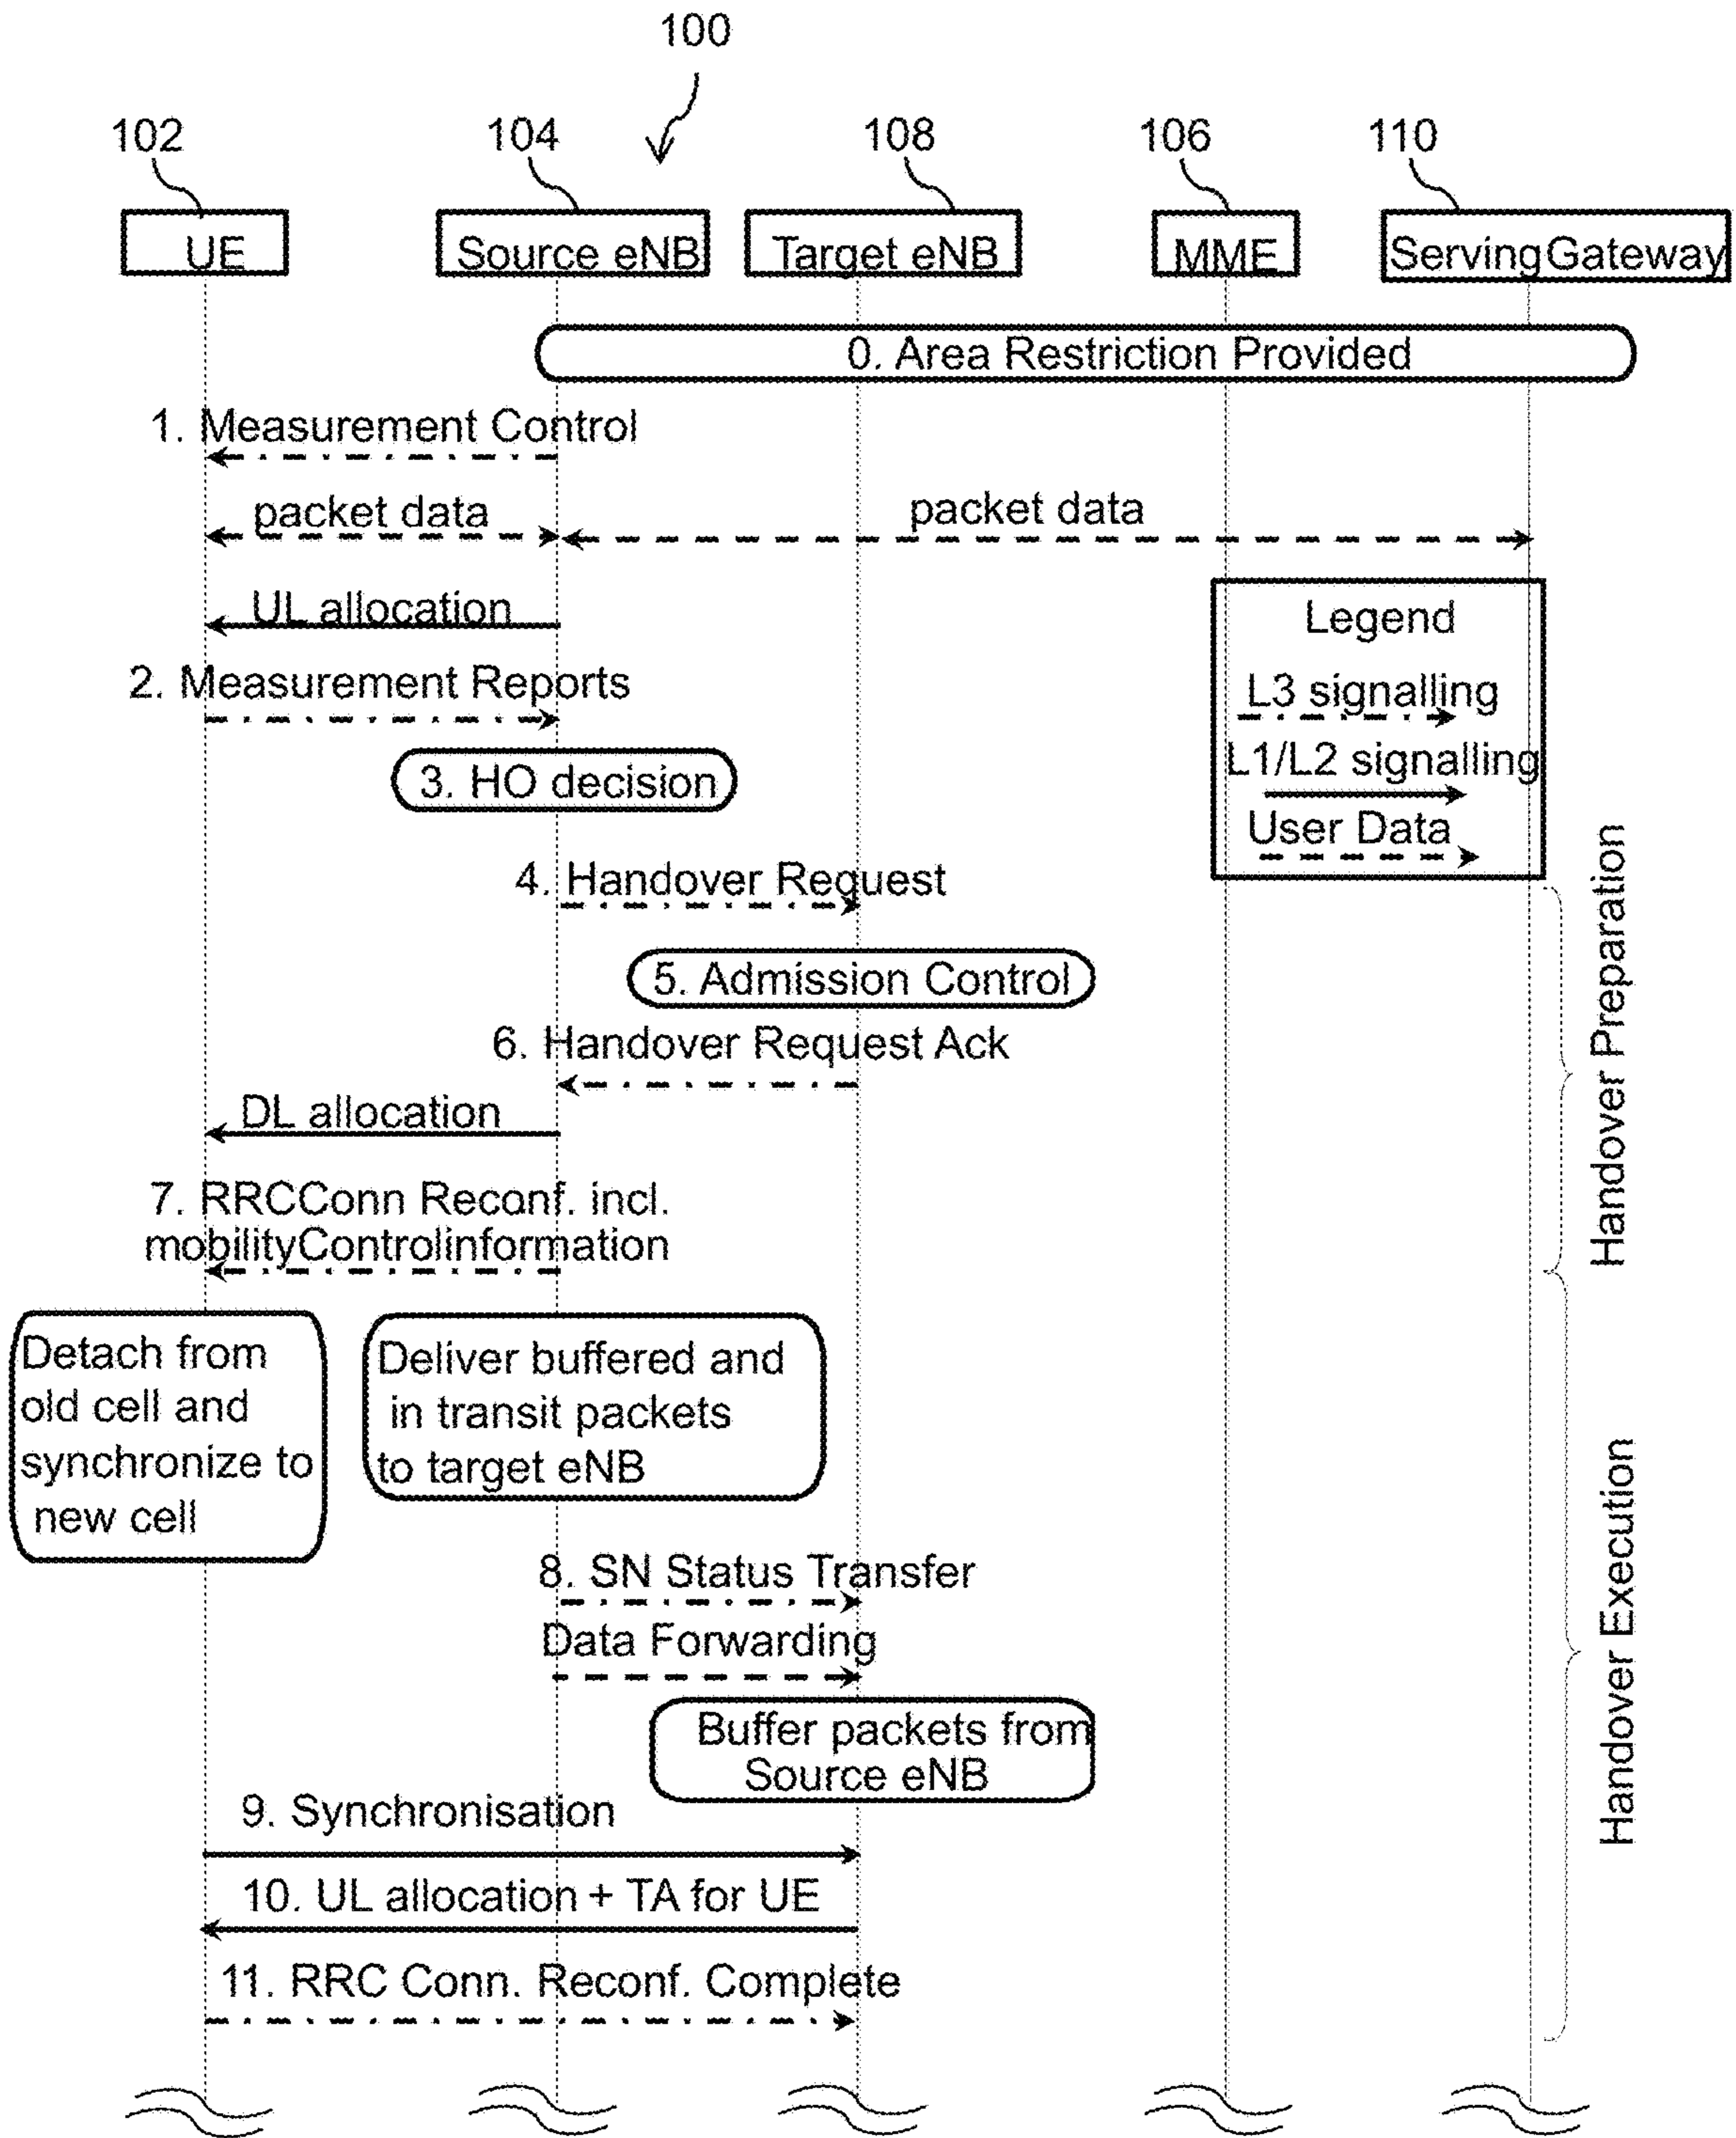 100
102
104
108
106
110
UE
Source eNB
Target eNB
MME
Serving Gateway
0. Area Restriction Provided
1. Measurement Control
packet data
packet data
UL allocation
Legend
L3 signalling
L1/L2 signalling
User Data
2. Measurement Reports
3. HO decision
4. Handover Request
5. Admission Control
6. Handover Request Ack
DL allocation
7. RRCConn Reconf. incl.
mobilityControlinformation
Handover Preparation
Detach from
old cell and
synchronize to
new cell
Deliver buffered and
in transit packets
to target eNB
8. SN Status Transfer
Data Forwarding
Buffer packets from
Source eNB
9. Synchronisation
10. UL allocation + TA for UE
11. RRC Conn. Reconf. Complete
Handover Execution